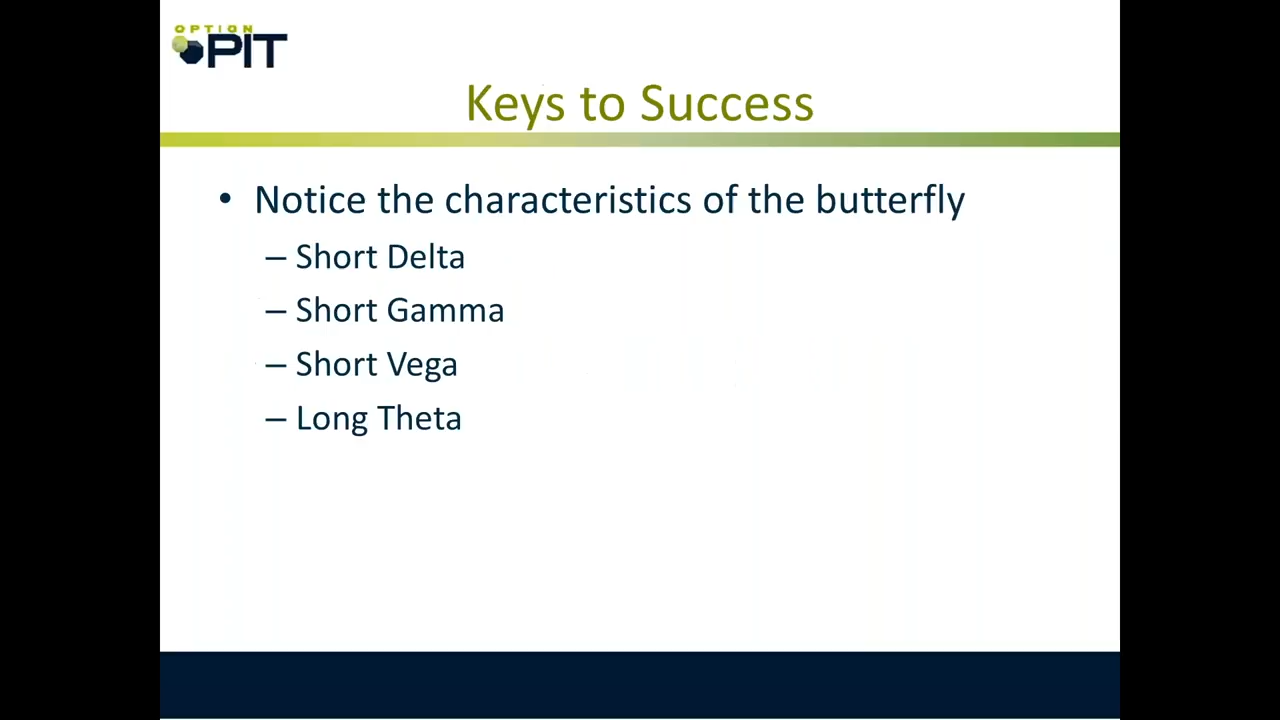 OPTION
PIT
Keys to Success
• Notice the characteristics of the butterfly
– Short Delta
– Short Gamma
– Short Vega
– Long Theta